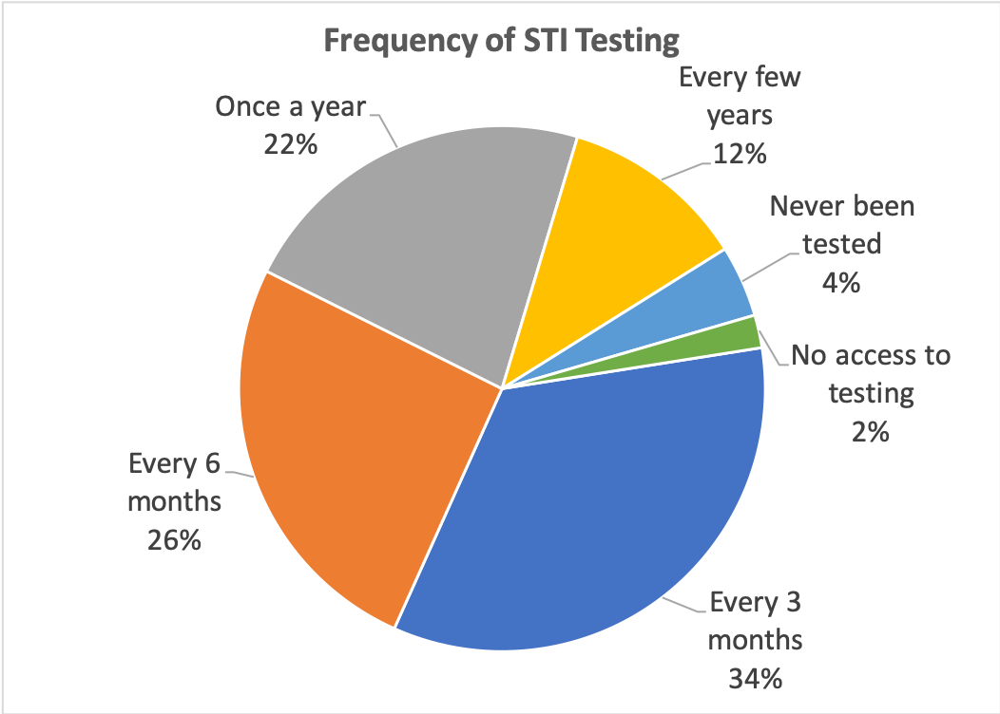 Frequency of STI Testing
Every few
years
12%
Never been
tested
4%
No access to
testing
2%
Every 3
months
34%
Every 6
months
26%
Once a year
22%